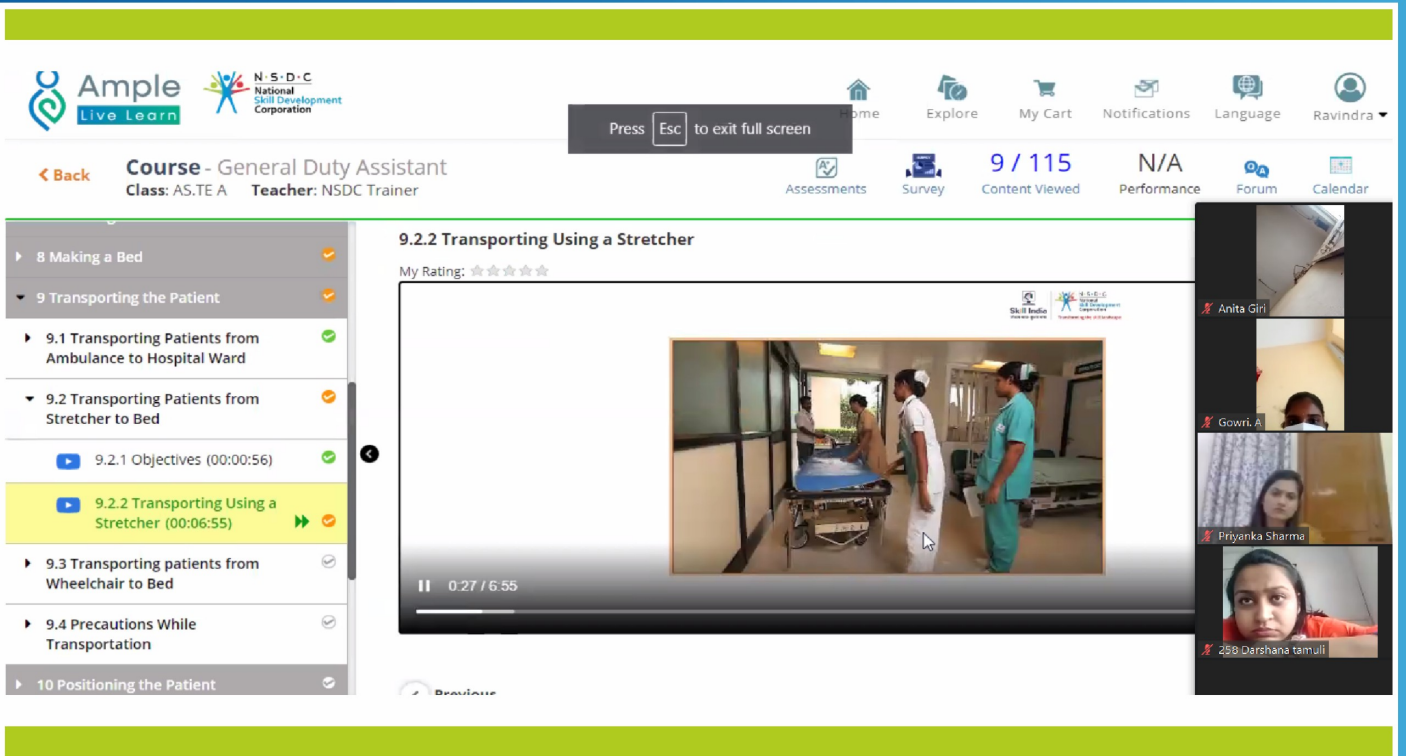 Ample
Live Learn
N·S·D·C
National
Skill Development
Corporation
Press Esc to exit full screen
Home
Explore
My Cart
Notifications
Language
Ravindra
Back
Course - General Duty Assistant
Class: AS.TE A Teacher: NSDC Trainer
Assessments
Survey
9 / 115
Content Viewed
N/A
Performance
Forum
Calendar
8 Making a Bed
9 Transporting the Patient
9.1 Transporting Patients from
Ambulance to Hospital Ward
9.2 Transporting Patients from
Stretcher to Bed
9.2.1 Objectives (00:00:56)
9.2.2 Transporting Using a
Stretcher (00:06:55)
9.3 Transporting patients from
Wheelchair to Bed
9.4 Precautions While
Transportation
10 Positioning the Patient
9.2.2 Transporting Using a Stretcher
My Rating:
Skill India
N·S·D·C
National
Skill Development
Corporation
0:27 / 6:55
Previous
Anita Giri
Gowri. A
Priyanka Sharma
258 Darshana tamuli